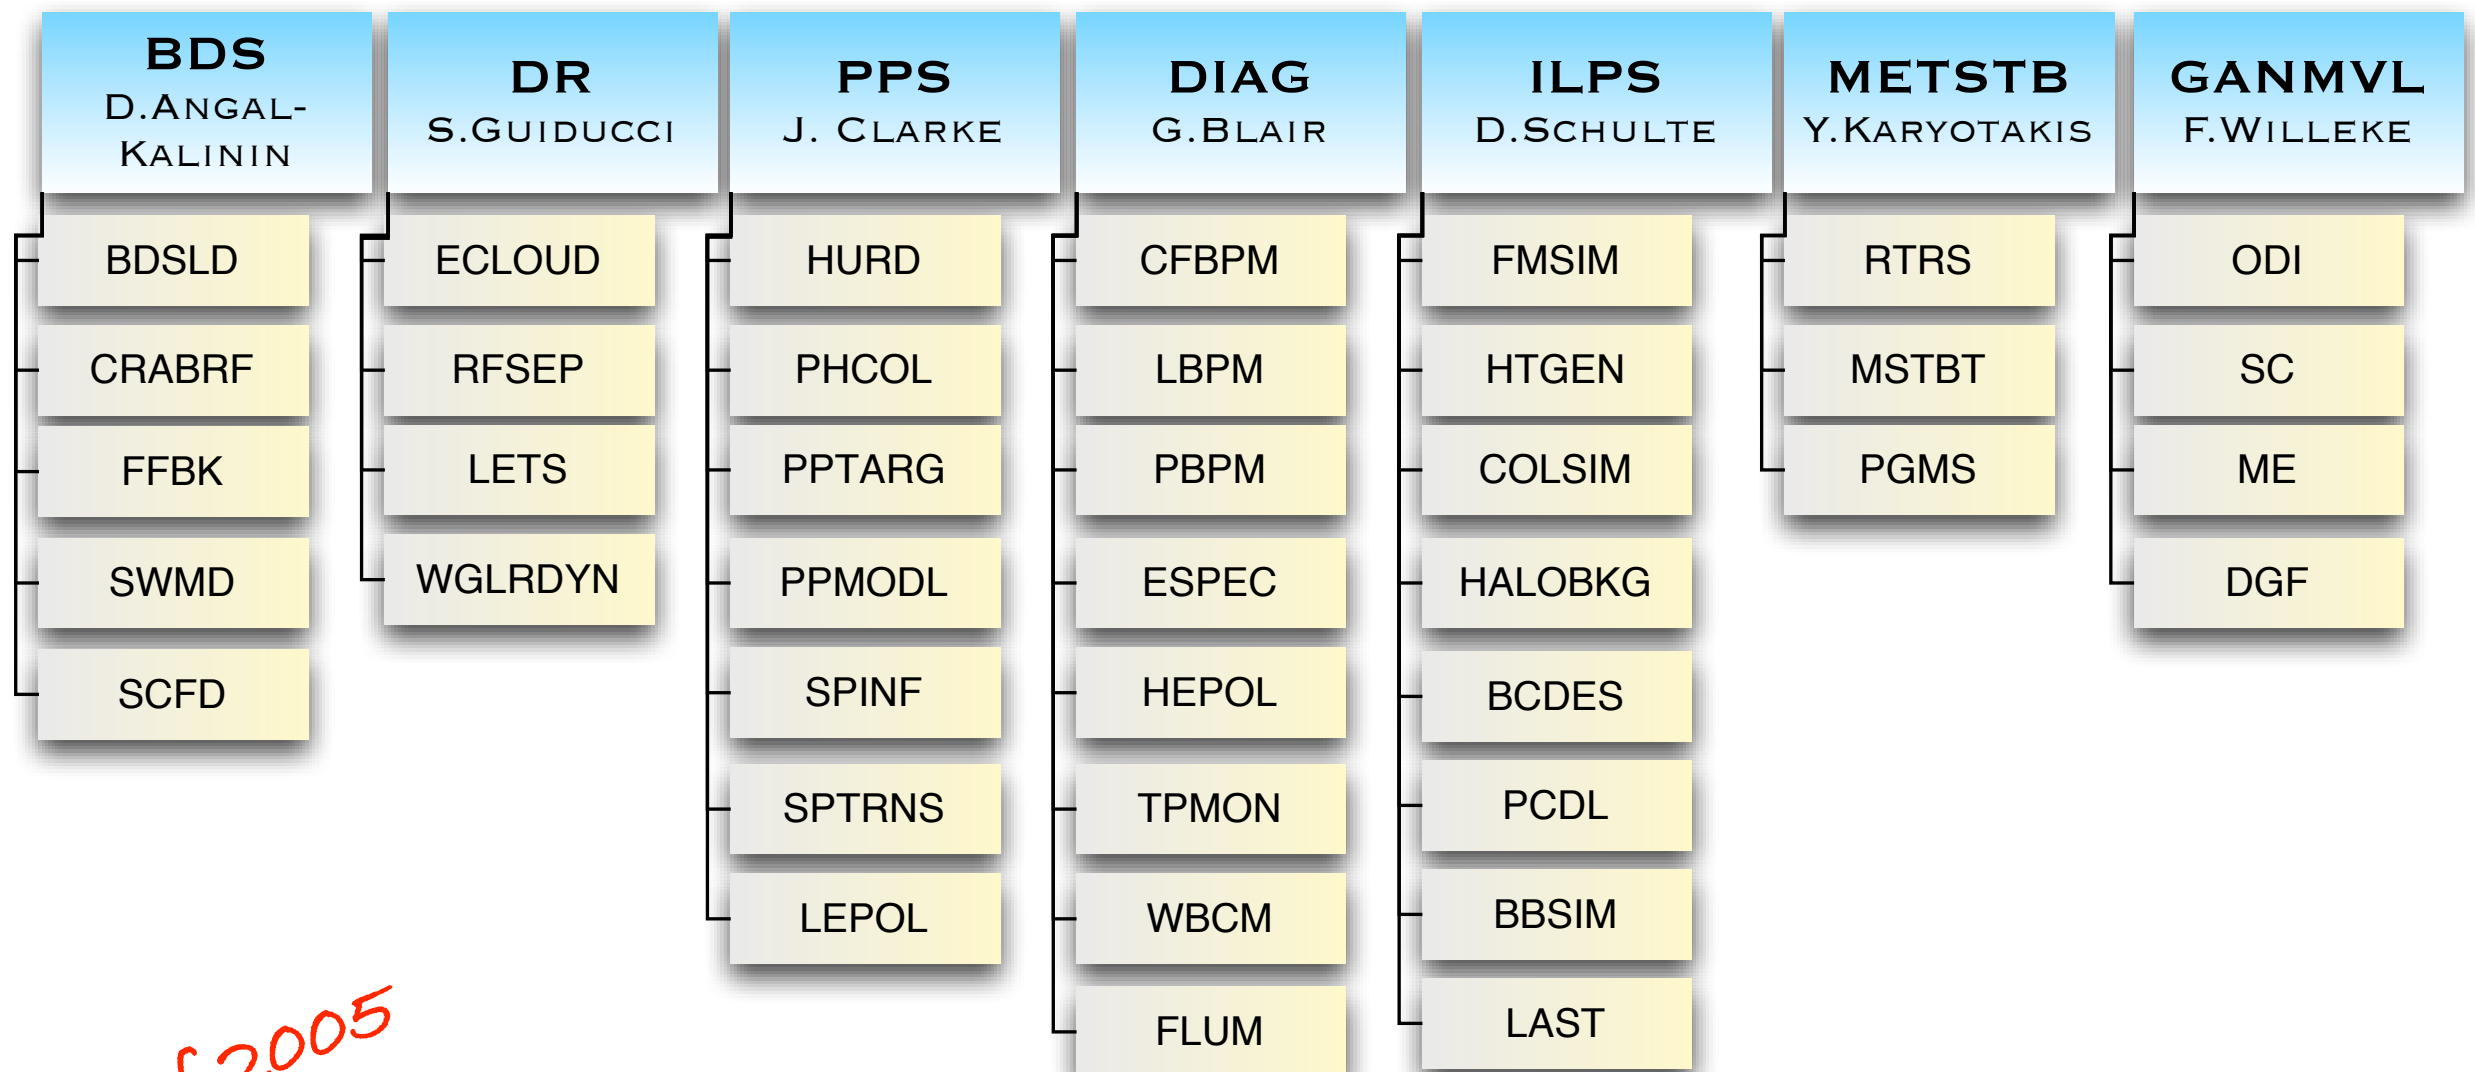 BDS
D.ANGAL-
KALININ
BDSLD
CRABRF
FFBK
SWMD
SCFD
DR
S.GUIDUCCI
ECLOUD
RFSEP
LETS
WGLRDYN
PPS
J. CLARKE
HURD
PHCOL
PPTARG
PPMODL
SPINF
SPTRNS
LEPOL
DIAG
G.BLAIR
CFBPM
LBPM
PBPM
ESPEC
HEPOL
TPMON
WBCM
FLUM
ILPS
D.SCHULTE
FMSIM
HTGEN
COLSIM
HALOBKG
BCDES
PCDL
BBSIM
LAST
METSTB
Y.KARYOTAKIS
RTRS
MSTBT
PGMS
GANMVL
F.WILLEKE
ODI
SC
ME
DGF
2005